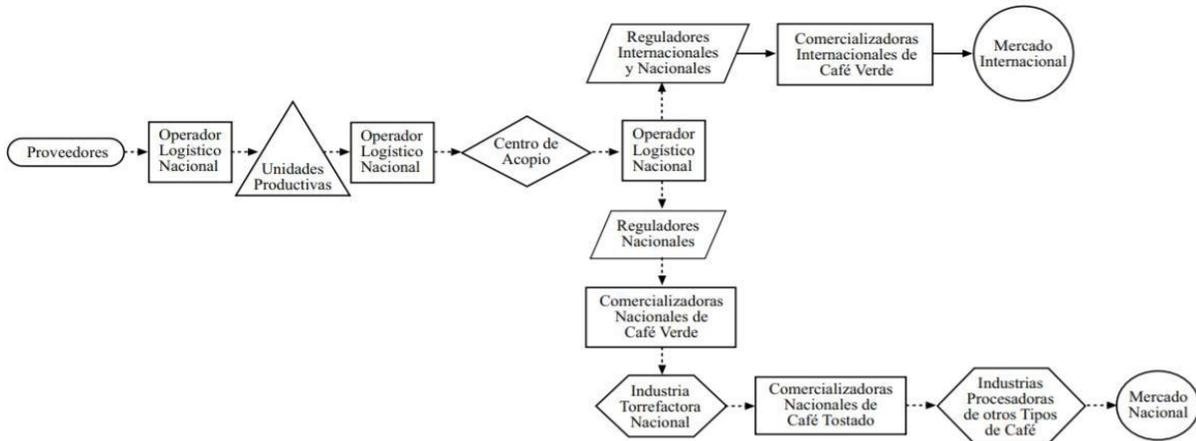 Reguladores
Internacionales
y Nacionales
Comercializadoras
Internacionales de
Café Verde
Mercado
Internacional
Proveedores
Operador
Logístico
Nacional
Unidades
Productivas
Operador
Logístico
Nacional
Centro de
Acopio
Operador
Logístico
Nacional
Reguladores
Nacionales
Comercializadoras
Nacionales de
Café Verde
Industria
Torrefactora
Nacional
Comercializadoras
Nacionales de
Café Tostado
Industrias
Procesadoras
de otros Tipos
de Café
Mercado
Nacional